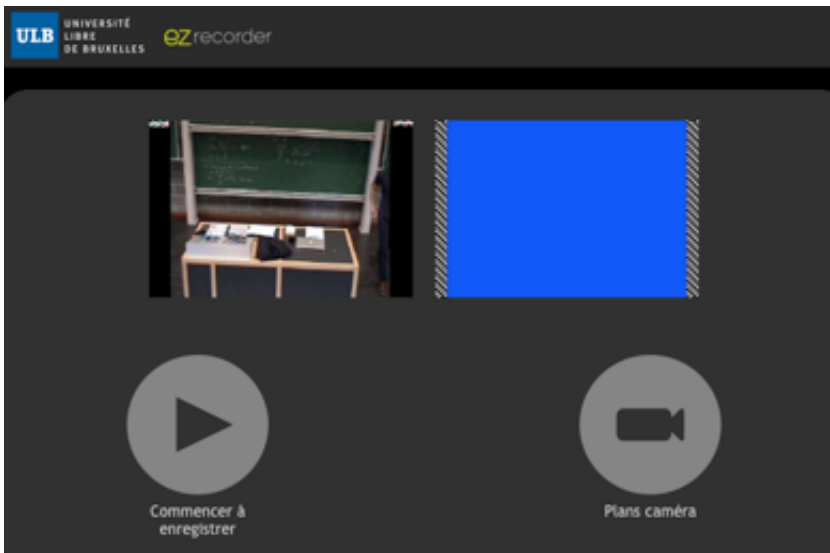 ULB
UNIVERSITÉ
LIBRE
DE BRUXELLES
ezrecorder
Commencer à
enregistrer
Plans caméra